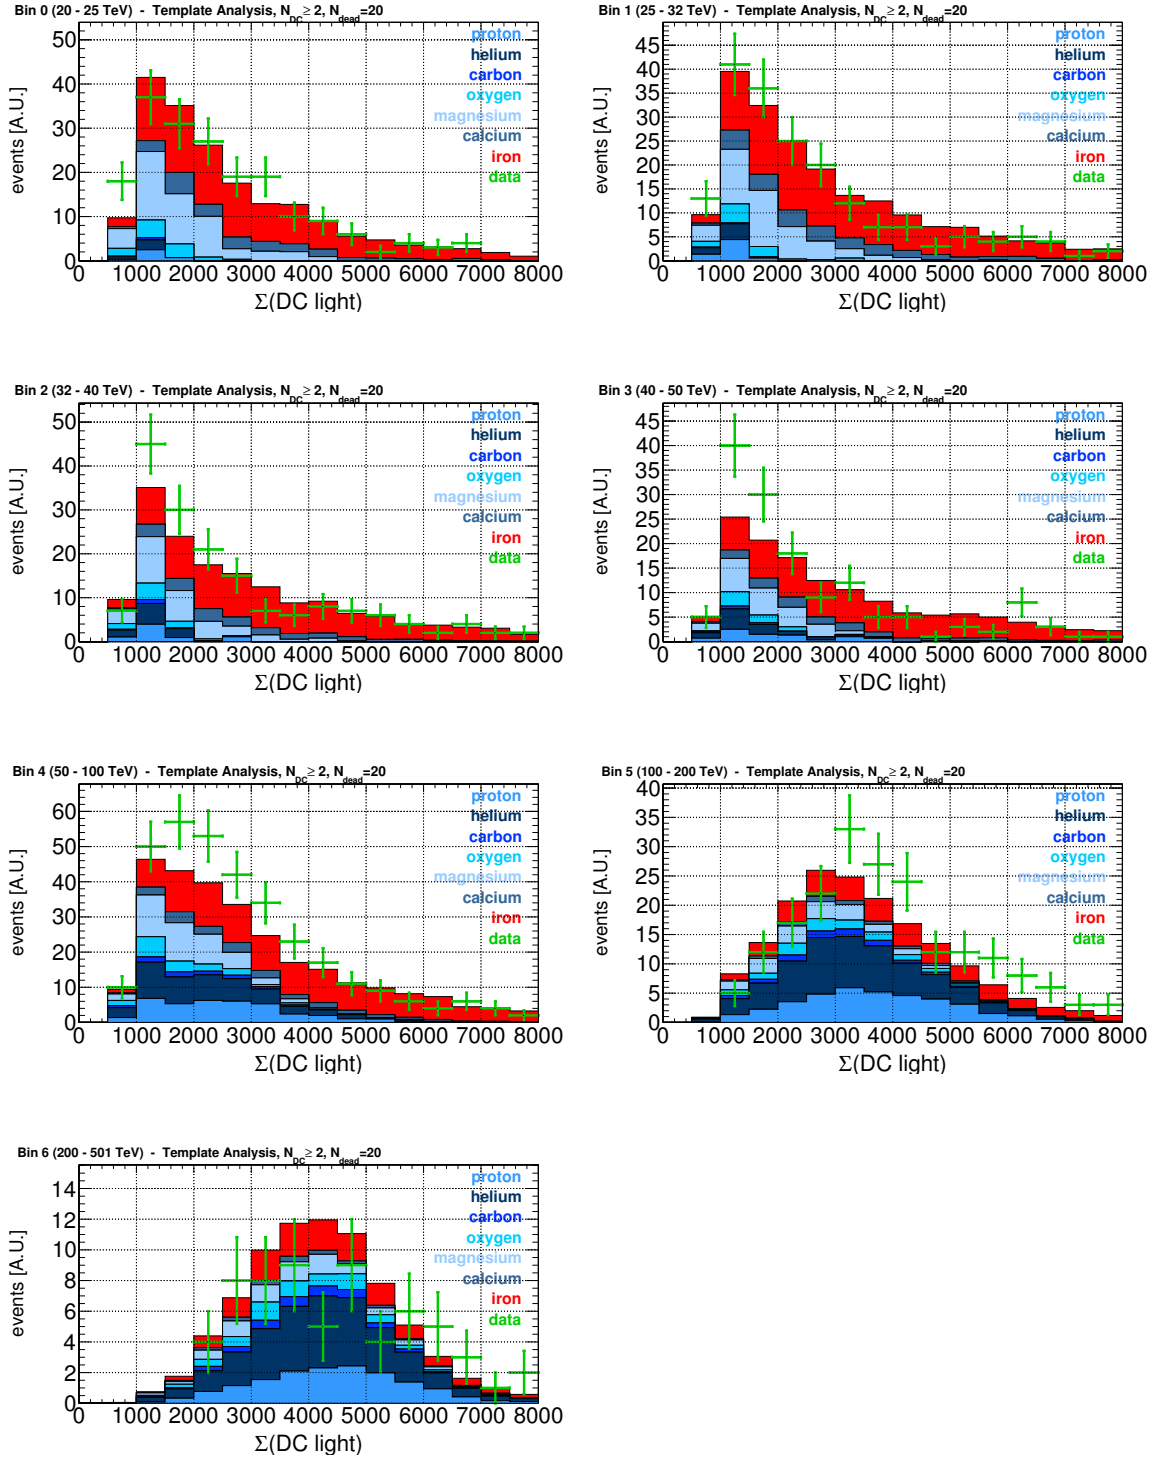 Bin 0 (20 - 25 TeV) - Template Analysis, N_DC ≥ 2, N_dead=20
events [A.U.]
50
40
30
20
10
0
proton
helium
carbon
oxygen
magnesium
calcium
iron
data
0 1000 2000 3000 4000 5000 6000 7000 8000
Σ(DC light)
Bin 1 (25 - 32 TeV) - Template Analysis, N_DC ≥ 2, N_dead=20
events [A.U.]
45
40
35
30
25
20
15
10
5
0
proton
helium
carbon
oxygen
magnesium
calcium
iron
data
0 1000 2000 3000 4000 5000 6000 7000 8000
Σ(DC light)
Bin 2 (32 - 40 TeV) - Template Analysis, N_DC ≥ 2, N_dead=20
events [A.U.]
50
40
30
20
10
0
proton
helium
carbon
oxygen
magnesium
calcium
iron
data
0 1000 2000 3000 4000 5000 6000 7000 8000
Σ(DC light)
Bin 3 (40 - 50 TeV) - Template Analysis, N_DC ≥ 2, N_dead=20
events [A.U.]
45
40
35
30
25
20
15
10
5
0
proton
helium
carbon
oxygen
magnesium
calcium
iron
data
0 1000 2000 3000 4000 5000 6000 7000 8000
Σ(DC light)
Bin 4 (50 - 100 TeV) - Template Analysis, N_DC ≥ 2, N_dead=20
events [A.U.]
60
50
40
30
20
10
0
proton
helium
carbon
oxygen
magnesium
calcium
iron
data
0 1000 2000 3000 4000 5000 6000 7000 8000
Σ(DC light)
Bin 5 (100 - 200 TeV) - Template Analysis, N_DC ≥ 2, N_dead=20
events [A.U.]
40
35
30
25
20
15
10
5
0
proton
helium
carbon
oxygen
magnesium
calcium
iron
data
0 1000 2000 3000 4000 5000 6000 7000 8000
Σ(DC light)
Bin 6 (200 - 501 TeV) - Template Analysis, N_DC ≥ 2, N_dead=20
events [A.U.]
14
12
10
8
6
4
2
0
proton
helium
carbon
oxygen
magnesium
calcium
iron
data
0 1000 2000 3000 4000 5000 6000 7000 8000
Σ(DC light)